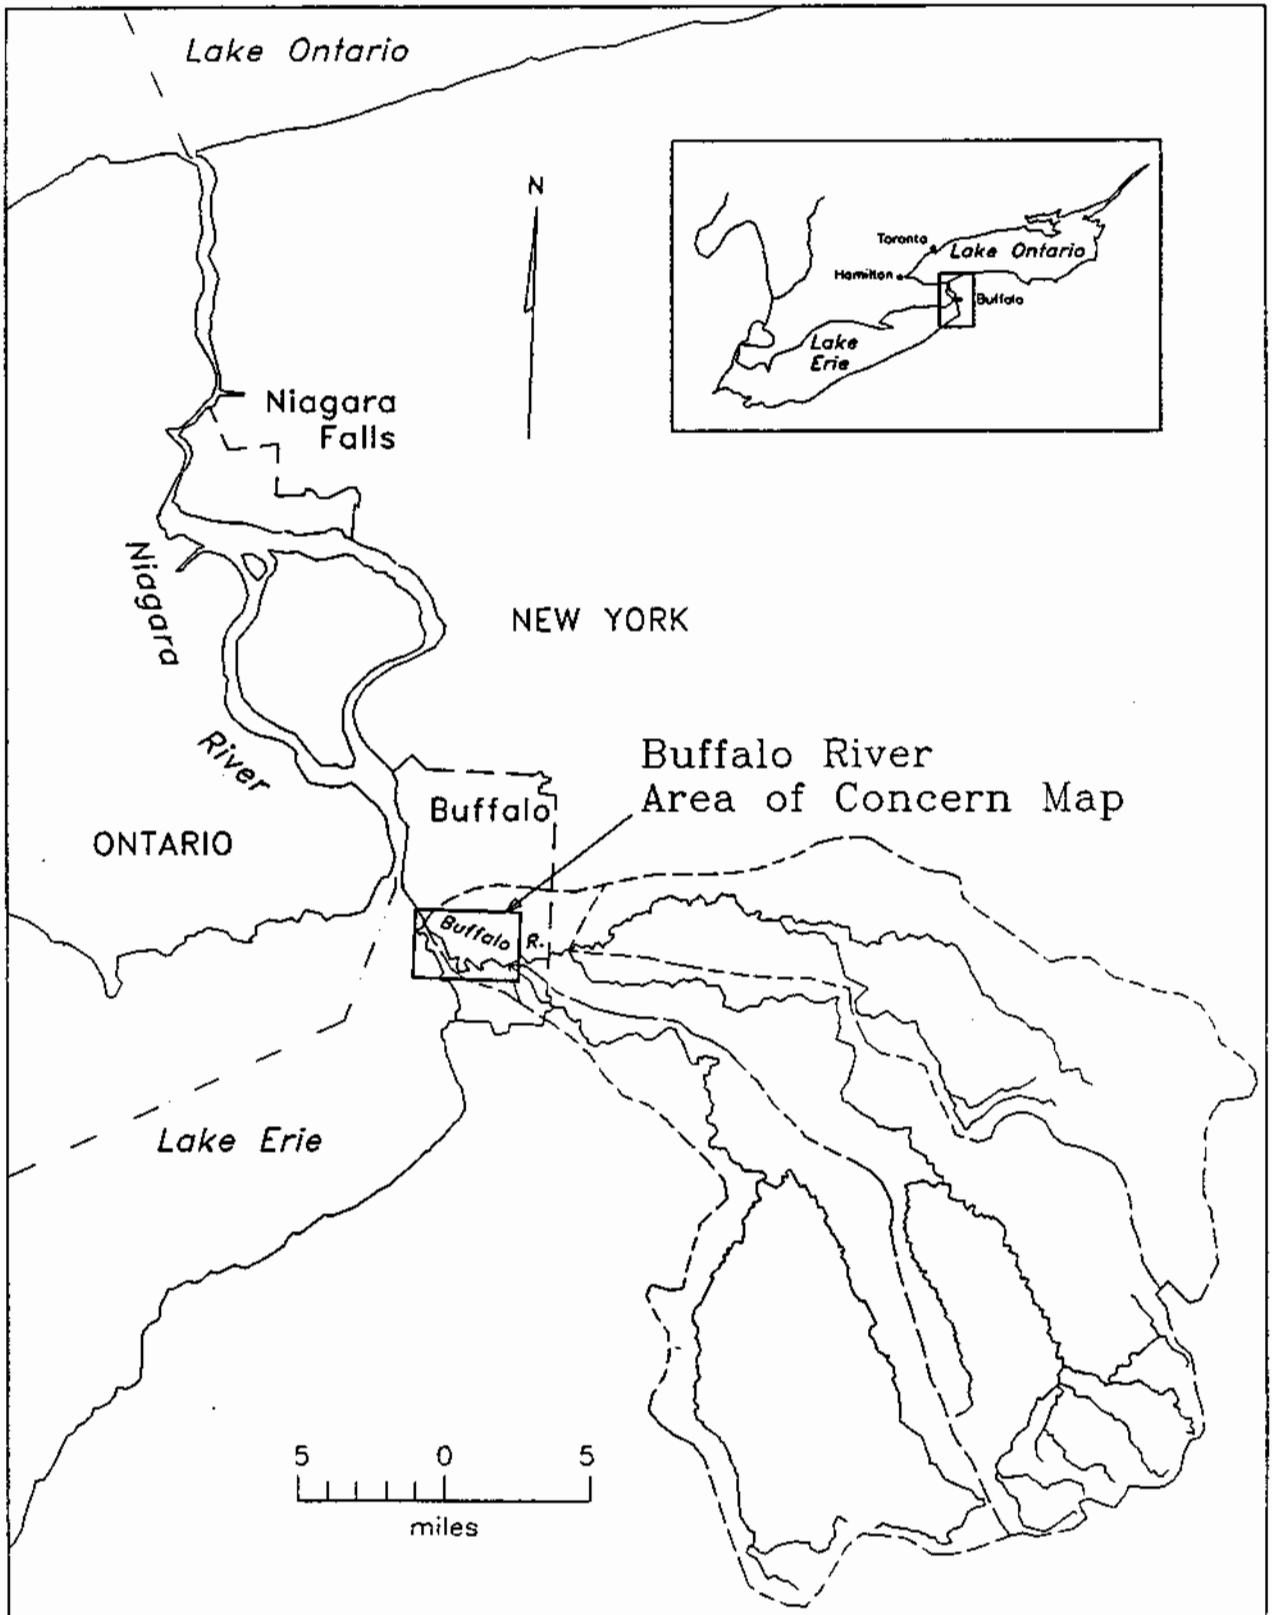 Lake Ontario
N
Toronto
Lake Ontario
Hamilton
Buffalo
Lake
Erie
Niagara
Falls
Niagara
River
NEW YORK
Buffalo River
Area of Concern Map
Buffalo
ONTARIO
Buffalo R.
Lake Erie
5 0 5
miles